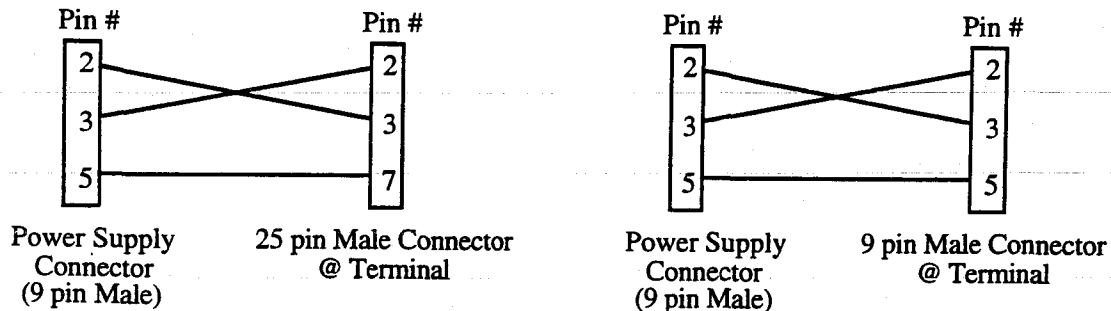 Pin #
Pin #
2
2
3
3
5
7
Power Supply
Connector
(9 pin Male)
25 pin Male Connector
@ Terminal
Pin #
Pin #
2
2
3
3
5
5
Power Supply
Connector
(9 pin Male)
9 pin Male Connector
@ Terminal